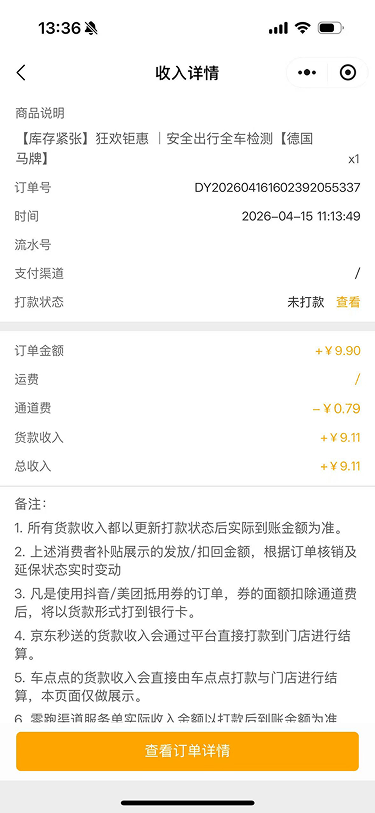 13:36
收入详情
商品说明
【库存紧张】狂欢钜惠 ｜安全出行全车检测【德国
马牌】 x1
订单号 DY202604161602392055337
时间 2026-04-15 11:13:49
流水号
支付渠道 /
打款状态 未打款 查看
订单金额 +￥9.90
运费 /
通道费 -￥0.79
货款收入 +￥9.11
总收入 +￥9.11
备注：
1. 所有货款收入都以更新打款状态后实际到账金额为准。
2. 上述消费者补贴展示的发放/扣回金额，根据订单核销及
延保状态实时变动
3. 凡是使用抖音/美团抵用券的订单，券的面额扣除通道费
后，将以货款形式打到银行卡。
4. 京东秒送的货款收入会通过平台直接打款到门店进行结
算。
5. 车点点的货款收入会直接由车点点打款与门店进行结
算，本页面仅做展示。
6. 零跑渠道服务单实际收入金额以打款后到账金额为准
查看订单详情